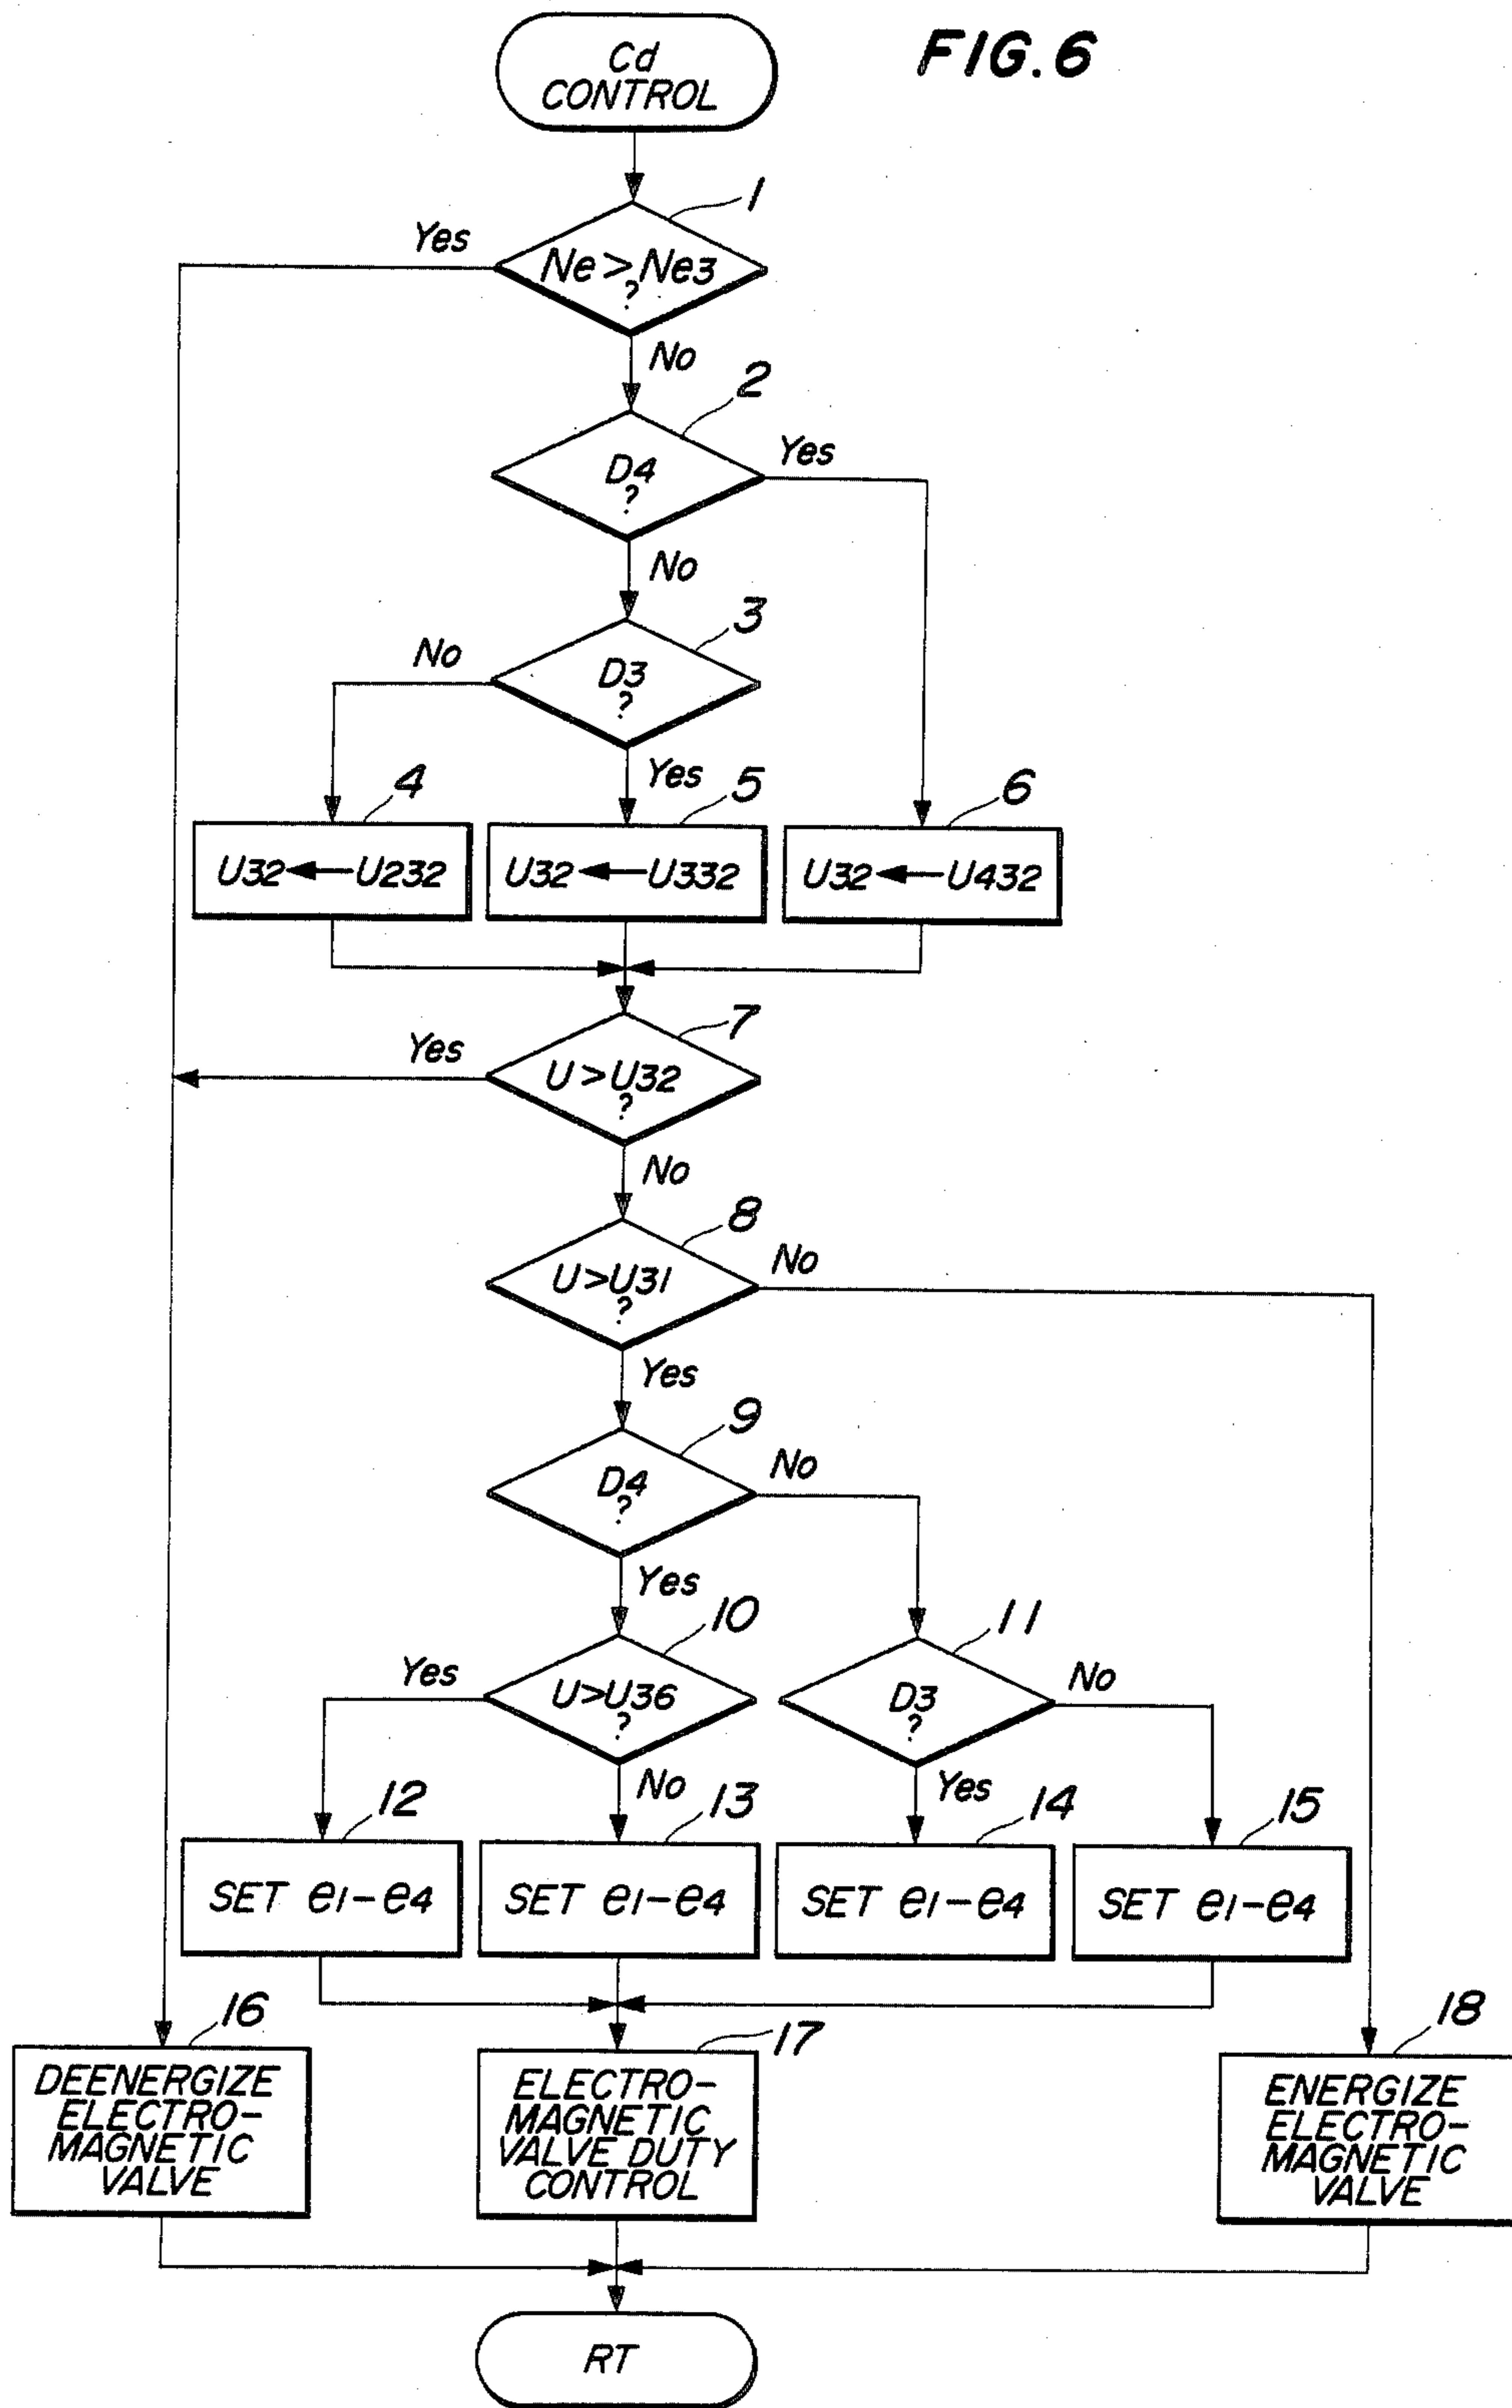 FIG.6
Cd
CONTROL
1
Yes
Ne > Ne3
?
No
2
D4
?
Yes
No
3
No
D3
?
Yes
4
5
6
U32 ← U232
U32 ← U332
U32 ← U432
7
Yes
U > U32
?
No
8
U>U31
?
No
Yes
9
D4
?
No
Yes
10
11
Yes
U>U36
?
No
D3
?
No
Yes
12
13
14
15
SET e1-e4
SET e1-e4
SET e1-e4
SET e1-e4
16
17
18
DEENERGIZE
ELECTRO-
MAGNETIC
VALVE
ELECTRO-
MAGNETIC
VALVE DUTY
CONTROL
ENERGIZE
ELECTRO-
MAGNETIC
VALVE
RT